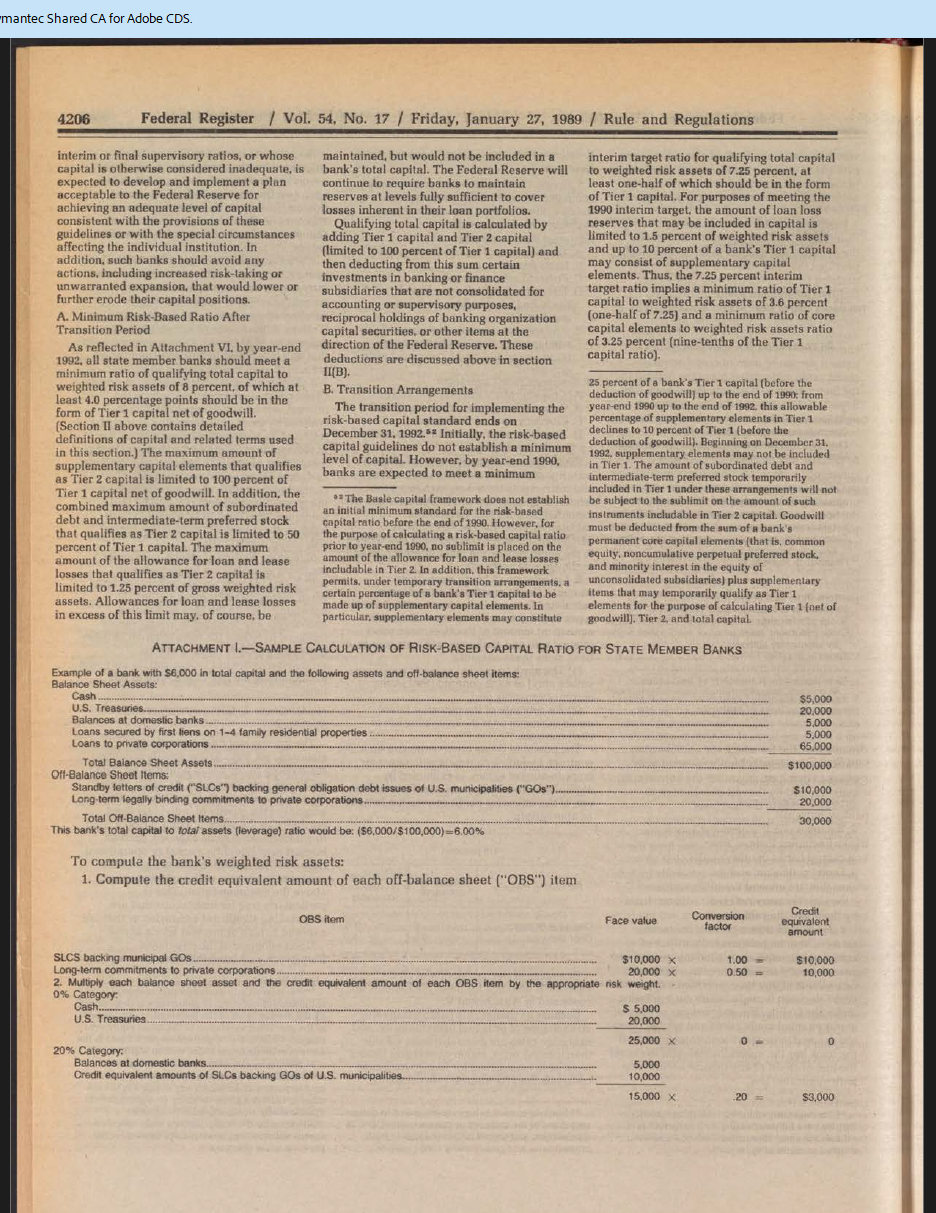 mantec Shared CA for Adobe CDS.
4206 Federal Register / Vol. 54, No. 17 / Friday, January 27, 1989 / Rule and Regulations
interim or final supervisory ratios, or whose
capital is otherwise considered inadequate, is
expected to develop and implement a plan
acceptable to the Federal Reserve for
achieving an adequate level of capital
consistent with the provisions of these
guidelines or with the special circumstances
affecting the individual institution. In
addition, such banks should avoid any
actions, including increased risk-taking or
unwarranted expansion, that would lower or
further erode their capital positions.
A. Minimum Risk-Based Ratio After
Transition Period
As reflected in Attachment VI, by year-end
1992, all state member banks should meet a
minimum ratio of qualifying total capital to
weighted risk assets of 8 percent, of which at
least 4.0 percentage points should be in the
form of Tier 1 capital net of goodwill.
(Section II above contains detailed
definitions of capital and related terms used
in this section.) The maximum amount of
supplementary capital elements that qualifies
as Tier 2 capital is limited to 100 percent of
Tier 1 capital net of goodwill. In addition, the
combined maximum amount of subordinated
debt and intermediate-term preferred stock
that qualifies as Tier 2 capital is limited to 50
percent of Tier 1 capital. The maximum
amount of the allowance for loan and lease
losses that qualifies as Tier 2 capital is
limited to 1.25 percent of gross weighted risk
assets. Allowances for loan and lease losses
in excess of this limit may, of course, be
maintained, but would not be included in a
bank's total capital. The Federal Reserve will
continue to require banks to maintain
reserves at levels fully sufficient to cover
losses inherent in their loan portfolios.
Qualifying total capital is calculated by
adding Tier 1 capital and Tier 2 capital
(limited to 100 percent of Tier 1 capital) and
then deducting from this sum certain
investments in banking or finance
subsidiaries that are not consolidated for
accounting or supervisory purposes,
reciprocal holdings of banking organization
capital securities, or other items at the
direction of the Federal Reserve. These
deductions are discussed above in section
II(B).
B. Transition Arrangements
The transition period for implementing the
risk-based capital standard ends on
December 31, 1992.⁵² Initially, the risk-based
capital guidelines do not establish a minimum
level of capital. However, by year-end 1990,
banks are expected to meet a minimum
⁵² The Basle capital framework does not establish
an initial minimum standard for the risk-based
capital ratio before the end of 1990. However, for
the purpose of calculating a risk-based capital ratio
prior to year-end 1990, no sublimit is placed on the
amount of the allowance for loan and lease losses
includable in Tier 2. In addition, this framework
permits, under temporary transition arrangements, a
certain percentage of a bank's Tier 1 capital to be
made up of supplementary capital elements. In
particular, supplementary elements may constitute
interim target ratio for qualifying total capital
to weighted risk assets of 7.25 percent, at
least one-half of which should be in the form
of Tier 1 capital. For purposes of meeting the
1990 interim target, the amount of loan loss
reserves that may be included in capital is
limited to 1.5 percent of weighted risk assets
and up to 10 percent of a bank's Tier 1 capital
may consist of supplementary capital
elements. Thus, the 7.25 percent interim
target ratio implies a minimum ratio of Tier 1
capital to weighted risk assets of 3.6 percent
(one-half of 7.25) and a minimum ratio of core
capital elements to weighted risk assets ratio
of 3.25 percent (nine-tenths of the Tier 1
capital ratio).
25 percent of a bank's Tier 1 capital (before the
deduction of goodwill) up to the end of 1990; from
year-end 1990 up to the end of 1992, this allowable
percentage of supplementary elements in Tier 1
declines to 10 percent of Tier 1 (before the
deduction of goodwill). Beginning on December 31,
1992, supplementary elements may not be included
in Tier 1. The amount of subordinated debt and
intermediate-term preferred stock temporarily
included in Tier 1 under these arrangements will not
be subject to the sublimit on the amount of such
instruments includable in Tier 2 capital. Goodwill
must be deducted from the sum of a bank's
permanent core capital elements (that is, common
equity, noncumulative perpetual preferred stock,
and minority interest in the equity of
unconsolidated subsidiaries) plus supplementary
items that may temporarily qualify as Tier 1
elements for the purpose of calculating Tier 1 (net of
goodwill), Tier 2, and total capital.
ATTACHMENT I.—SAMPLE CALCULATION OF RISK-BASED CAPITAL RATIO FOR STATE MEMBER BANKS
Example of a bank with $6,000 in total capital and the following assets and off-balance sheet items:
Balance Sheet Assets:
Cash $5,000
U.S. Treasuries 20,000
Balances at domestic banks 5,000
Loans secured by first liens on 1-4 family residential properties 5,000
Loans to private corporations 65,000
Total Balance Sheet Assets $100,000
Off-Balance Sheet Items:
Standby letters of credit ("SLCs") backing general obligation debt issues of U.S. municipalities ("GOs") $10,000
Long-term legally binding commitments to private corporations 20,000
Total Off-Balance Sheet Items 30,000
This bank's total capital to total assets (leverage) ratio would be: ($6,000/$100,000)=6.00%
To compute the bank's weighted risk assets:
1. Compute the credit equivalent amount of each off-balance sheet ("OBS") item
OBS item Face value Conversion factor Credit equivalent amount
SLCS backing municipal GOs $10,000 × 1.00 = $10,000
Long-term commitments to private corporations 20,000 × 0.50 = 10,000
2. Multiply each balance sheet asset and the credit equivalent amount of each OBS item by the appropriate risk weight.
0% Category:
Cash $ 5,000
U.S. Treasuries 20,000
25,000 × 0 = 0
20% Category:
Balances at domestic banks 5,000
Credit equivalent amounts of SLCs backing GOs of U.S. municipalities 10,000
15,000 × .20 = $3,000